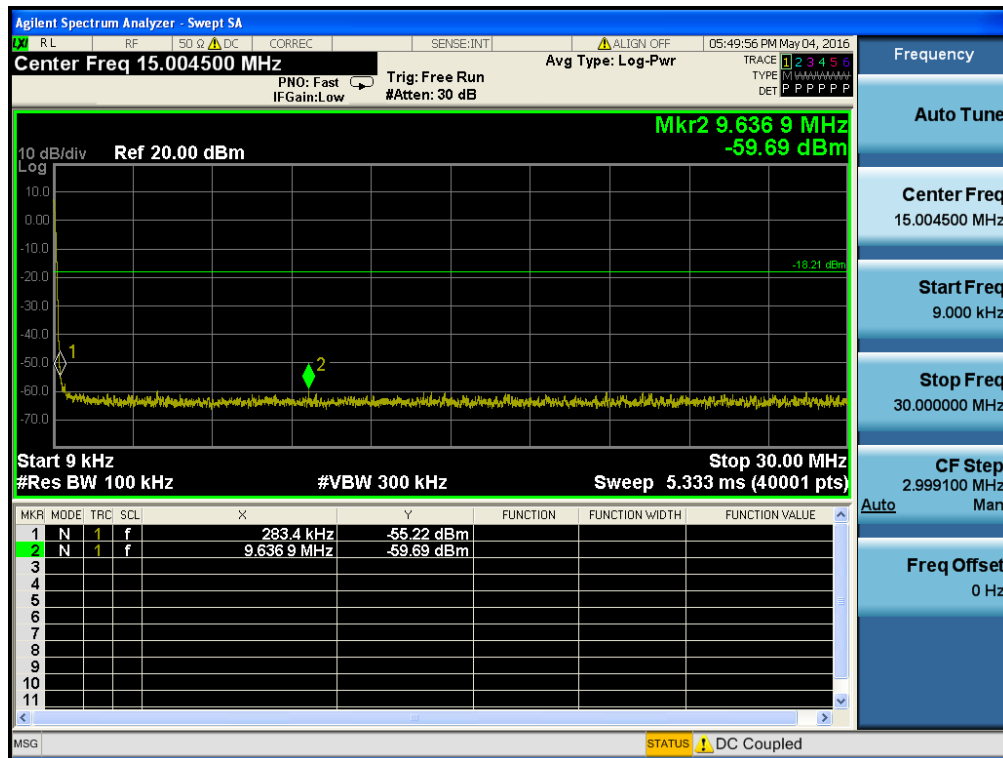 Agilent Spectrum Analyzer - Swept SA
LXI RL RF 50 Ω DC CORREC SENSE:INT ALIGN OFF 05:49:56 PM May 04, 2016
Center Freq 15.004500 MHz
PNO: Fast
IFGain:Low
Trig: Free Run
#Atten: 30 dB
Avg Type: Log-Pwr
TRACE 1 2 3 4 5 6
TYPE M WWWWW
DET P P P P P P
Mkr2 9.636 9 MHz
-59.69 dBm
10 dB/div Ref 20.00 dBm
Log
10.0
0.00
-10.0
-18.21 dBm
-20.0
-30.0
-40.0
1
-50.0
2
-60.0
-70.0
Start 9 kHz Stop 30.00 MHz
#Res BW 100 kHz #VBW 300 kHz Sweep 5.333 ms (40001 pts)
MKR MODE TRC SCL X Y FUNCTION FUNCTION WIDTH FUNCTION VALUE
1 N 1 f 283.4 kHz -55.22 dBm
2 N 1 f 9.636 9 MHz -59.69 dBm
3
4
5
6
7
8
9
10
11
MSG STATUS DC Coupled
Frequency
Auto Tune
Center Freq
15.004500 MHz
Start Freq
9.000 kHz
Stop Freq
30.000000 MHz
CF Step
2.999100 MHz
Auto Man
Freq Offset
0 Hz